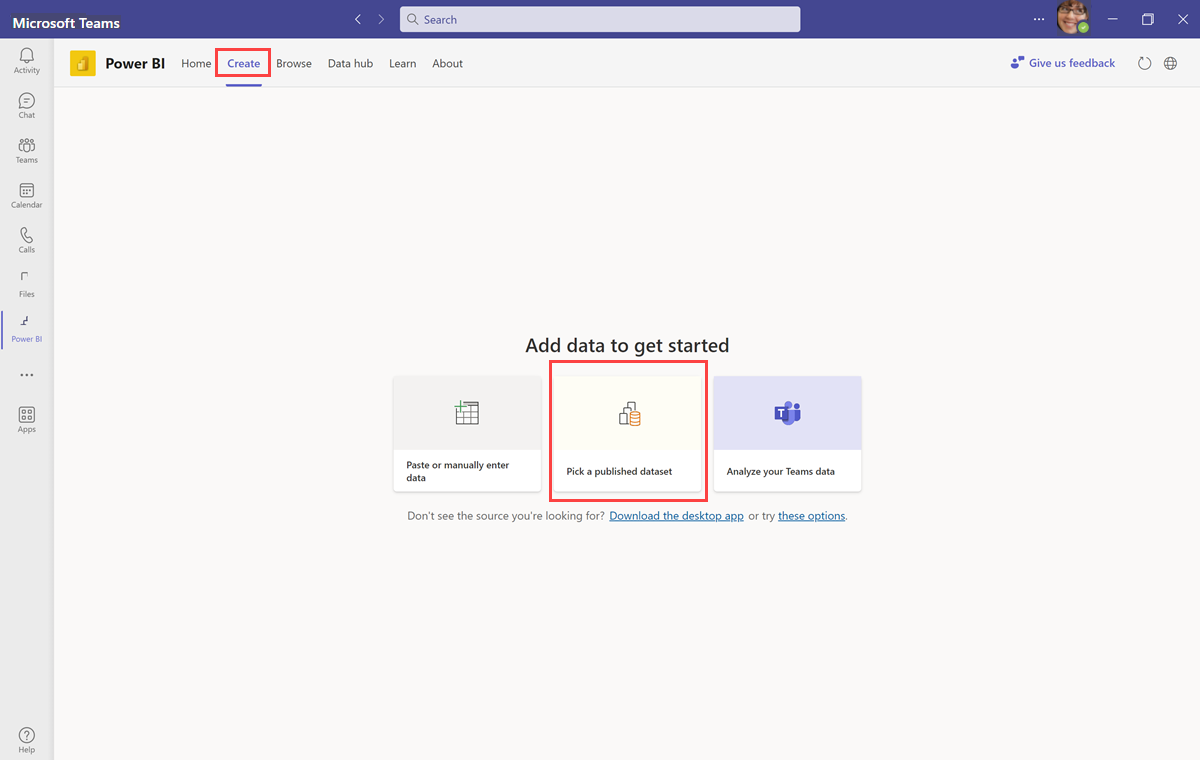 Microsoft Teams
Search
Activity
Chat
Teams
Calendar
Calls
Files
Power BI
Apps
Help
Power BI Home Create Browse Data hub Learn About
Give us feedback
Add data to get started
Paste or manually enter
data
Pick a published dataset
T
Analyze your Teams data
Don't see the source you're looking for? Download the desktop app or try these options.